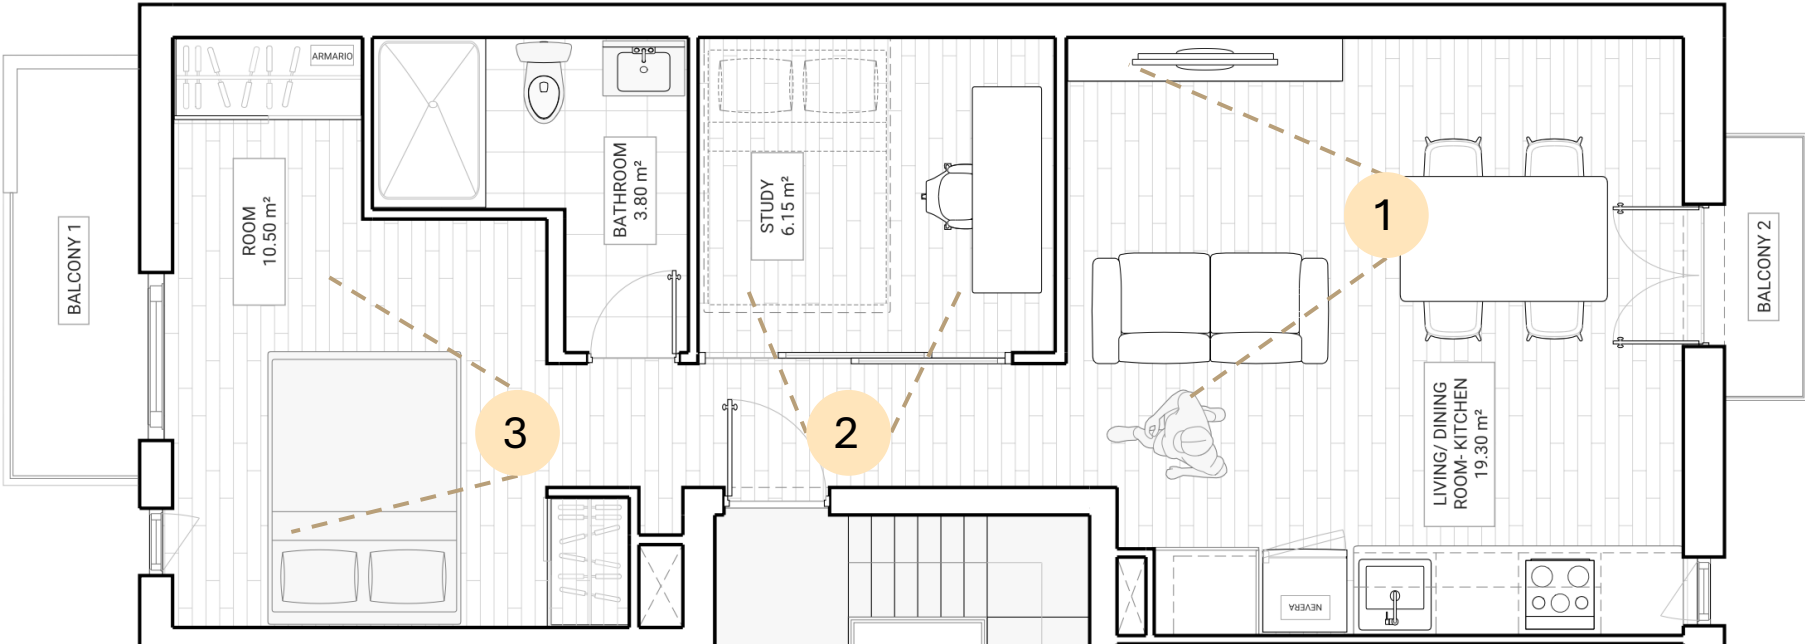 ARMARIO
BALCONY 1
ROOM
10.50 m²
BATHROOM
3.80 m²
STUDY
6.15 m²
1
BALCONY 2
3
2
LIVING/ DINING
ROOM- KITCHEN
19.30 m²
NEVERA